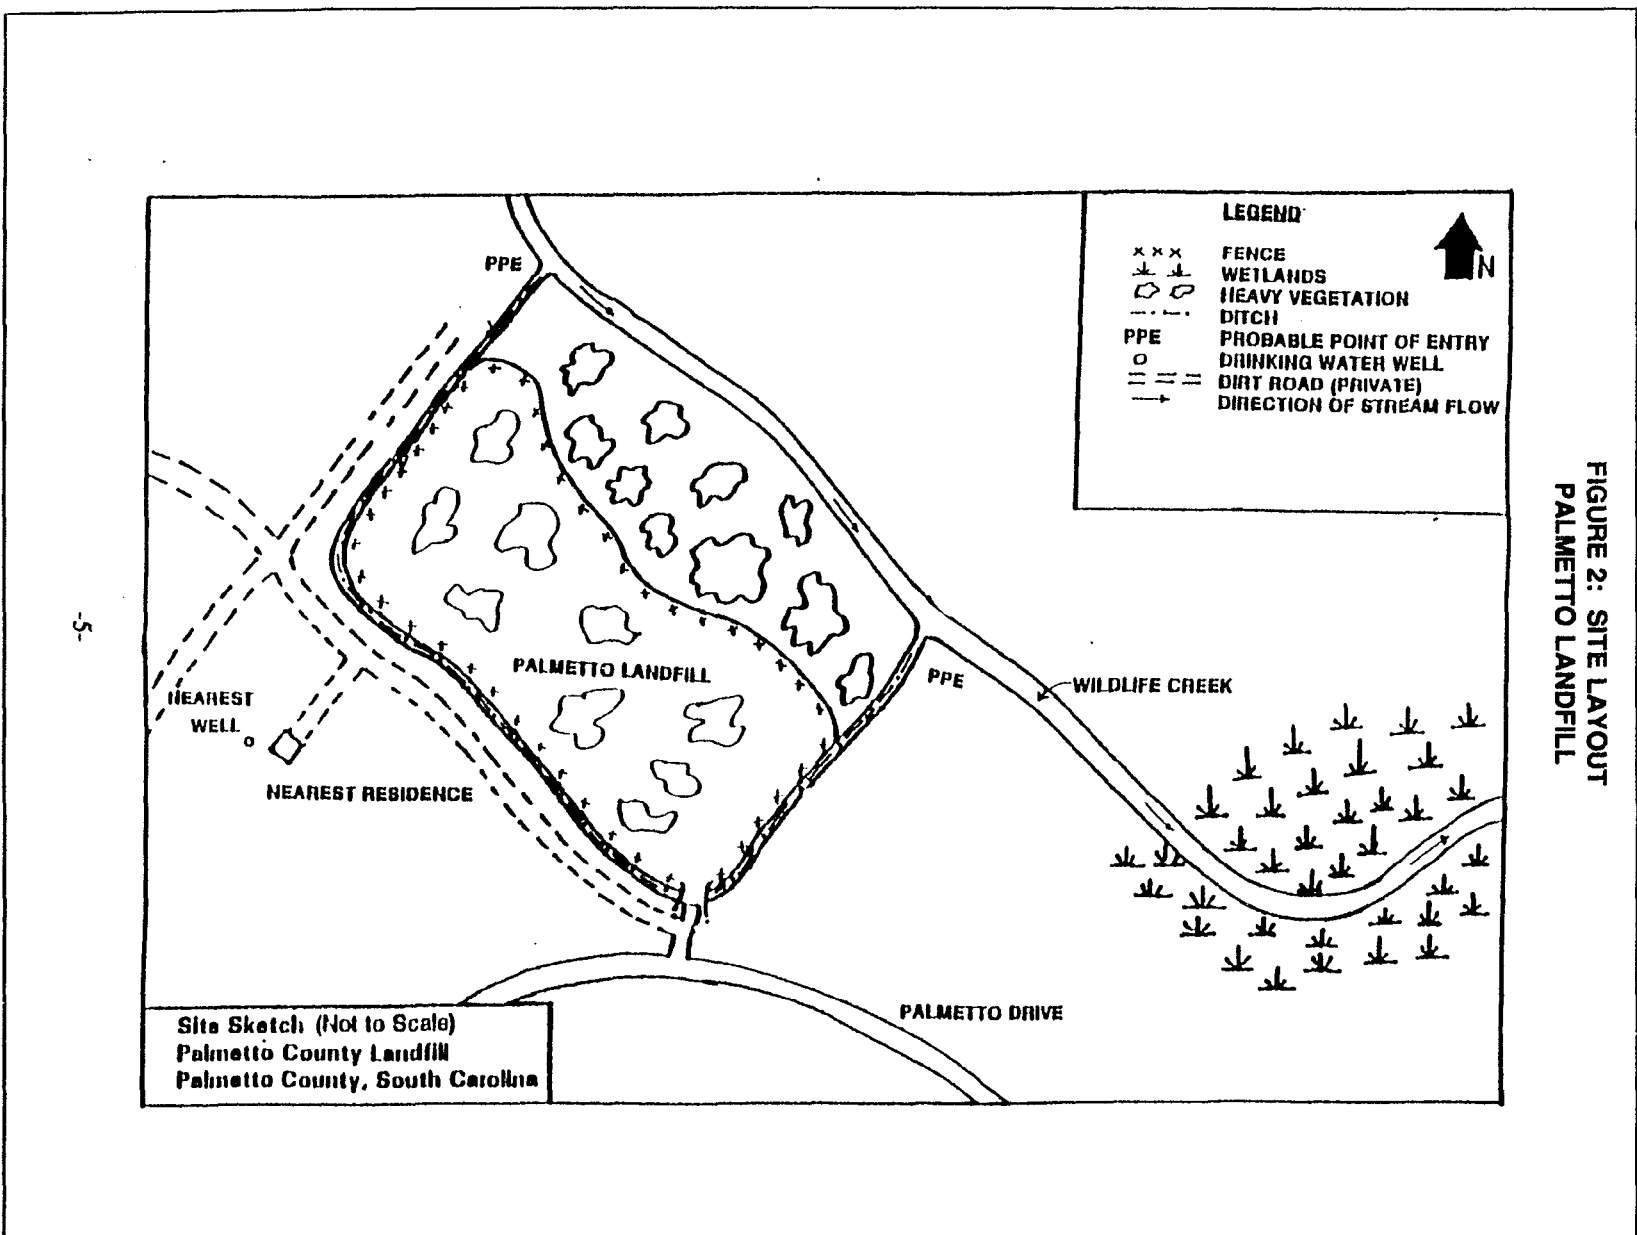 LEGEND
FENCE
WETLANDS
HEAVY VEGETATION
DITCH
PPE PROBABLE POINT OF ENTRY
DRINKING WATER WELL
DIRT ROAD (PRIVATE)
DIRECTION OF STREAM FLOW
N
PPE
PALMETTO LANDFILL
PPE
WILDLIFE CREEK
NEAREST
WELL
NEAREST RESIDENCE
PALMETTO DRIVE
Site Sketch (Not to Scale)
Palmetto County Landfill
Palmetto County, South Carolina
FIGURE 2: SITE LAYOUT
PALMETTO LANDFILL
-5-